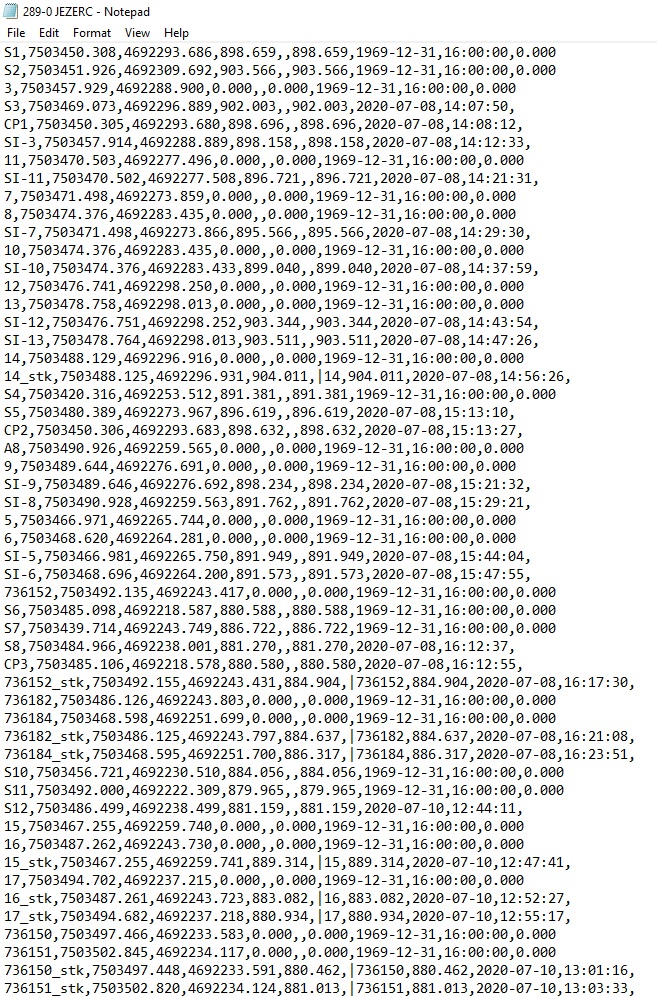 289-0 JEZERC - Notepad
File Edit Format View Help
S1,7503450.308,4692293.686,898.659,,898.659,1969-12-31,16:00:00,0.000
S2,7503451.926,4692309.692,903.566,,903.566,1969-12-31,16:00:00,0.000
3,7503457.929,4692288.900,0.000,,0.000,1969-12-31,16:00:00,0.000
S3,7503469.073,4692296.889,902.003,,902.003,2020-07-08,14:07:50,
CP1,7503450.305,4692293.680,898.696,,898.696,2020-07-08,14:08:12,
SI-3,7503457.914,4692288.889,898.158,,898.158,2020-07-08,14:12:33,
11,7503470.503,4692277.496,0.000,,0.000,1969-12-31,16:00:00,0.000
SI-11,7503470.502,4692277.508,896.721,,896.721,2020-07-08,14:21:31,
7,7503471.498,4692273.859,0.000,,0.000,1969-12-31,16:00:00,0.000
8,7503474.376,4692283.435,0.000,,0.000,1969-12-31,16:00:00,0.000
SI-7,7503471.498,4692273.866,895.566,,895.566,2020-07-08,14:29:30,
10,7503474.376,4692283.435,0.000,,0.000,1969-12-31,16:00:00,0.000
SI-10,7503474.376,4692283.433,899.040,,899.040,2020-07-08,14:37:59,
12,7503476.741,4692298.250,0.000,,0.000,1969-12-31,16:00:00,0.000
13,7503478.758,4692298.013,0.000,,0.000,1969-12-31,16:00:00,0.000
SI-12,7503476.751,4692298.252,903.344,,903.344,2020-07-08,14:43:54,
SI-13,7503478.764,4692298.013,903.511,,903.511,2020-07-08,14:47:26,
14,7503488.129,4692296.916,0.000,,0.000,1969-12-31,16:00:00,0.000
14_stk,7503488.125,4692296.931,904.011,|14,904.011,2020-07-08,14:56:26,
S4,7503420.316,4692253.512,891.381,,891.381,1969-12-31,16:00:00,0.000
S5,7503480.389,4692273.967,896.619,,896.619,2020-07-08,15:13:10,
CP2,7503450.306,4692293.683,898.632,,898.632,2020-07-08,15:13:27,
A8,7503490.926,4692259.565,0.000,,0.000,1969-12-31,16:00:00,0.000
9,7503489.644,4692276.691,0.000,,0.000,1969-12-31,16:00:00,0.000
SI-9,7503489.646,4692276.692,898.234,,898.234,2020-07-08,15:21:32,
SI-8,7503490.928,4692259.563,891.762,,891.762,2020-07-08,15:29:21,
5,7503466.971,4692265.744,0.000,,0.000,1969-12-31,16:00:00,0.000
6,7503468.620,4692264.281,0.000,,0.000,1969-12-31,16:00:00,0.000
SI-5,7503466.981,4692265.750,891.949,,891.949,2020-07-08,15:44:04,
SI-6,7503468.696,4692264.200,891.573,,891.573,2020-07-08,15:47:55,
736152,7503492.135,4692243.417,0.000,,0.000,1969-12-31,16:00:00,0.000
S6,7503485.098,4692218.587,880.588,,880.588,1969-12-31,16:00:00,0.000
S7,7503439.714,4692243.749,886.722,,886.722,1969-12-31,16:00:00,0.000
S8,7503484.966,4692238.001,881.270,,881.270,2020-07-08,16:12:37,
CP3,7503485.106,4692218.578,880.580,,880.580,2020-07-08,16:12:55,
736152_stk,7503492.155,4692243.431,884.904,|736152,884.904,2020-07-08,16:17:30,
736182,7503486.126,4692243.803,0.000,,0.000,1969-12-31,16:00:00,0.000
736184,7503468.598,4692251.699,0.000,,0.000,1969-12-31,16:00:00,0.000
736182_stk,7503486.125,4692243.797,884.637,|736182,884.637,2020-07-08,16:21:08,
736184_stk,7503468.595,4692251.700,886.317,|736184,886.317,2020-07-08,16:23:51,
S10,7503456.721,4692230.510,884.056,,884.056,1969-12-31,16:00:00,0.000
S11,7503492.000,4692222.309,879.965,,879.965,1969-12-31,16:00:00,0.000
S12,7503486.499,4692238.499,881.159,,881.159,2020-07-10,12:44:11,
15,7503467.255,4692259.740,0.000,,0.000,1969-12-31,16:00:00,0.000
16,7503487.262,4692243.730,0.000,,0.000,1969-12-31,16:00:00,0.000
15_stk,7503467.255,4692259.741,889.314,|15,889.314,2020-07-10,12:47:41,
17,7503494.702,4692237.215,0.000,,0.000,1969-12-31,16:00:00,0.000
16_stk,7503487.261,4692243.723,883.082,|16,883.082,2020-07-10,12:52:27,
17_stk,7503494.682,4692237.218,880.934,|17,880.934,2020-07-10,12:55:17,
736150,7503497.466,4692233.583,0.000,,0.000,1969-12-31,16:00:00,0.000
736151,7503502.845,4692234.117,0.000,,0.000,1969-12-31,16:00:00,0.000
736150_stk,7503497.448,4692233.591,880.462,|736150,880.462,2020-07-10,13:01:16,
736151_stk,7503502.820,4692234.124,881.013,|736151,881.013,2020-07-10,13:03:33,